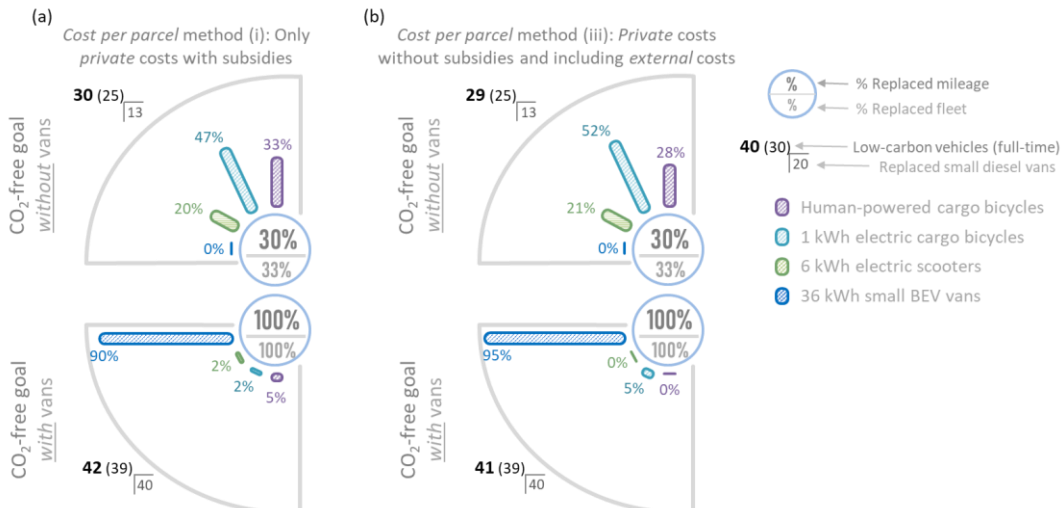 (a)
Cost per parcel method (i): Only
private costs with subsidies
30 (25)
13
CO2-free goal
without vans
47%
33%
20%
0%
30%
33%
100%
100%
90%
2%
2%
5%
CO2-free goal
with vans
42 (39)
40
(b)
Cost per parcel method (iii): Private costs
without subsidies and including external costs
29 (25)
13
CO2-free goal
without vans
52%
28%
21%
0%
30%
33%
100%
100%
95%
0%
5%
0%
CO2-free goal
with vans
41 (39)
40
%
%
% Replaced mileage
% Replaced fleet
40 (30)
20
Low-carbon vehicles (full-time)
Replaced small diesel vans
Human-powered cargo bicycles
1 kWh electric cargo bicycles
6 kWh electric scooters
36 kWh small BEV vans